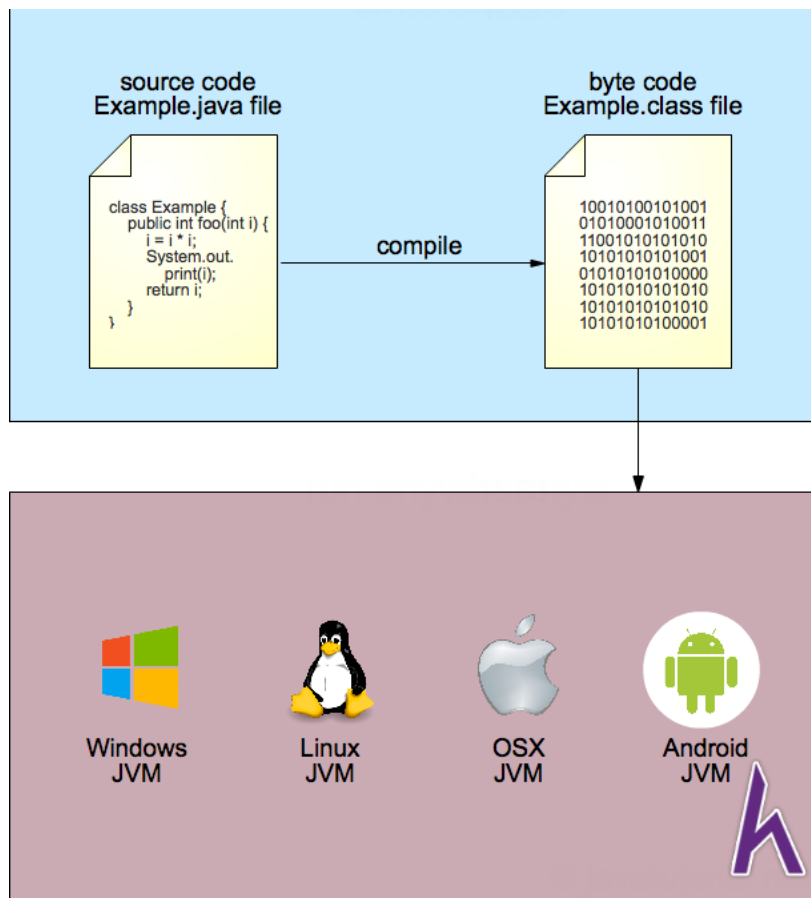 source code
Example.java file
class Example {
public int foo(int i) {
i = i * i;
System.out.
print(i);
return i;
}
}
compile
byte code
Example.class file
10010100101001
01010001010011
11001010101010
10101010101001
01010101010000
10101010101010
10101010101010
10101010100001
Windows
JVM
Linux
JVM
OSX
JVM
Android
JVM